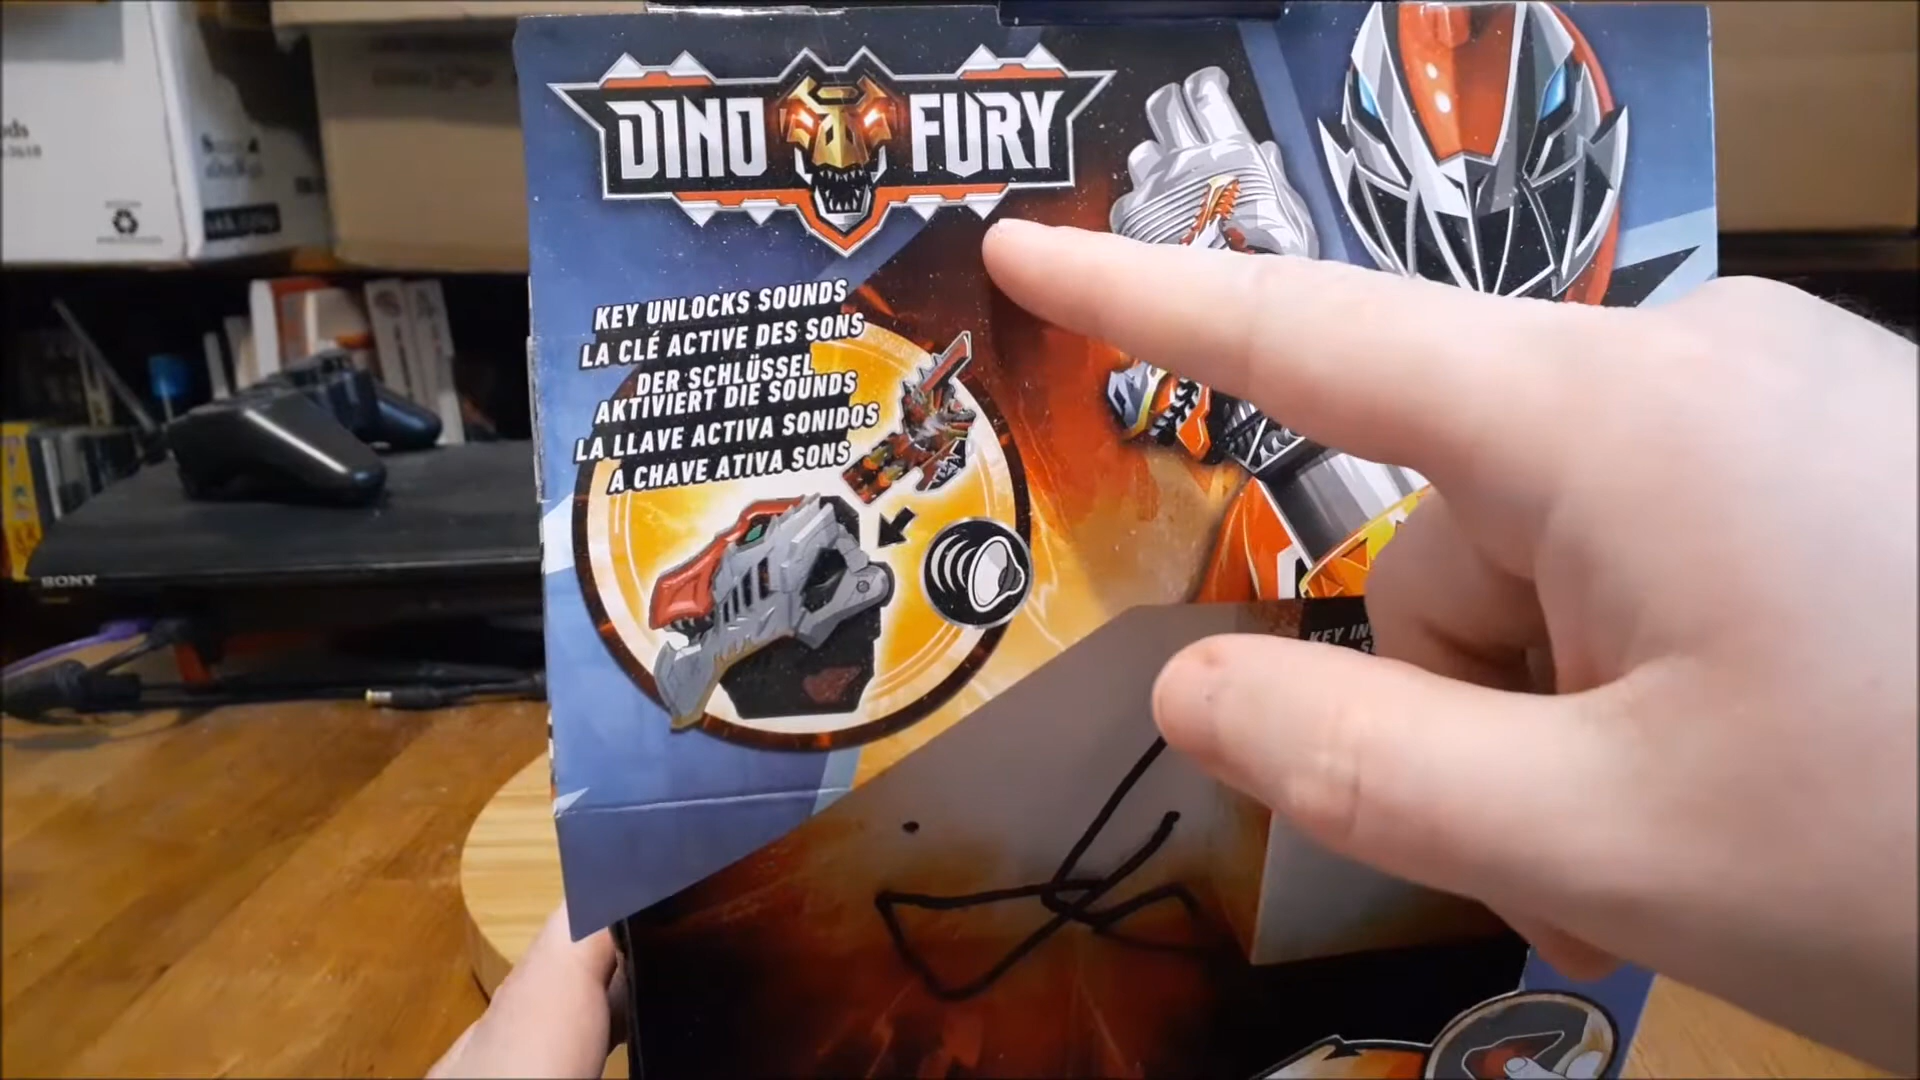 DINO FURY
KEY UNLOCKS SOUNDS
LA CLÉ ACTIVE DES SONS
DER SCHLÜSSEL
AKTIVIERT DIE SOUNDS
LA LLAVE ACTIVA SONIDOS
A CHAVE ATIVA SONS
SONY